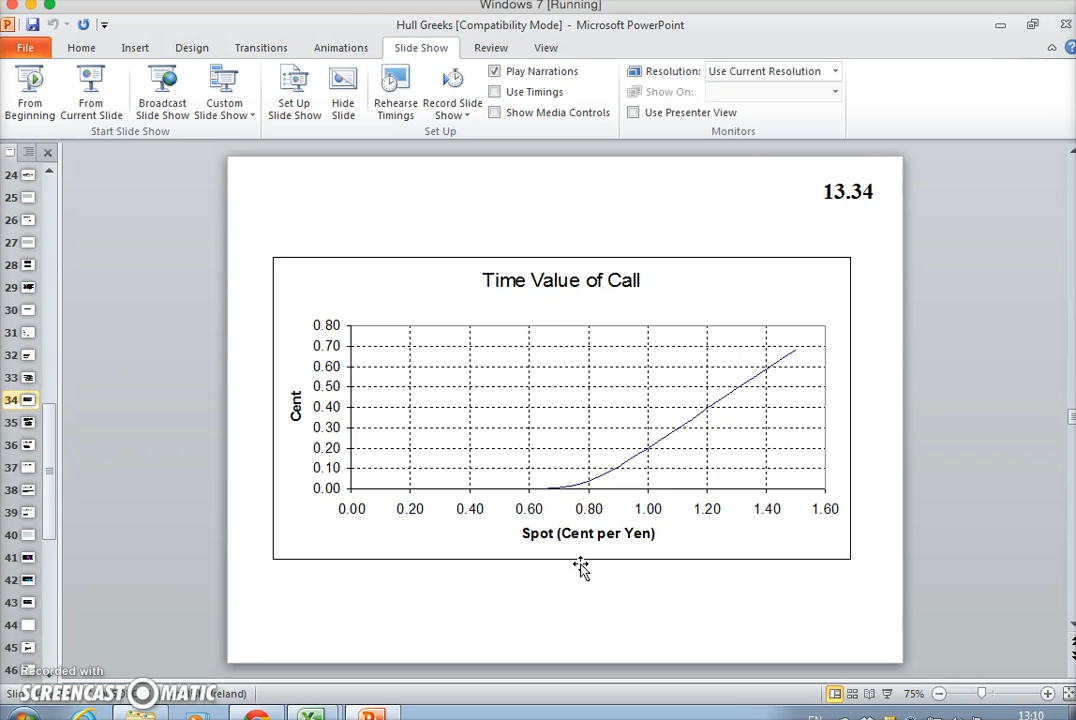 Windows 7 [Running]
Hull Greeks [Compatibility Mode] - Microsoft PowerPoint
File Home Insert Design Transitions Animations Slide Show Review View
From Beginning
From Current Slide
Broadcast Slide Show
Custom Slide Show
Set Up Slide Show
Hide Slide
Rehearse Timings
Record Slide Show
Play Narrations
Use Timings
Show Media Controls
Resolution: Use Current Resolution
Show On:
Use Presenter View
Start Slide Show
Set Up
Monitors
24
25
26
27
28
29
30
31
32
33
34
35
36
37
38
39
40
41
42
43
44
45
46
13.34
Time Value of Call
0.80
0.70
0.60
0.50
0.40
0.30
0.20
0.10
0.00
Cent
0.00 0.20 0.40 0.60 0.80 1.00 1.20 1.40 1.60
Spot (Cent per Yen)
Recorded with
SCREENCAST MATIC
reland)
75%
EN
13:10